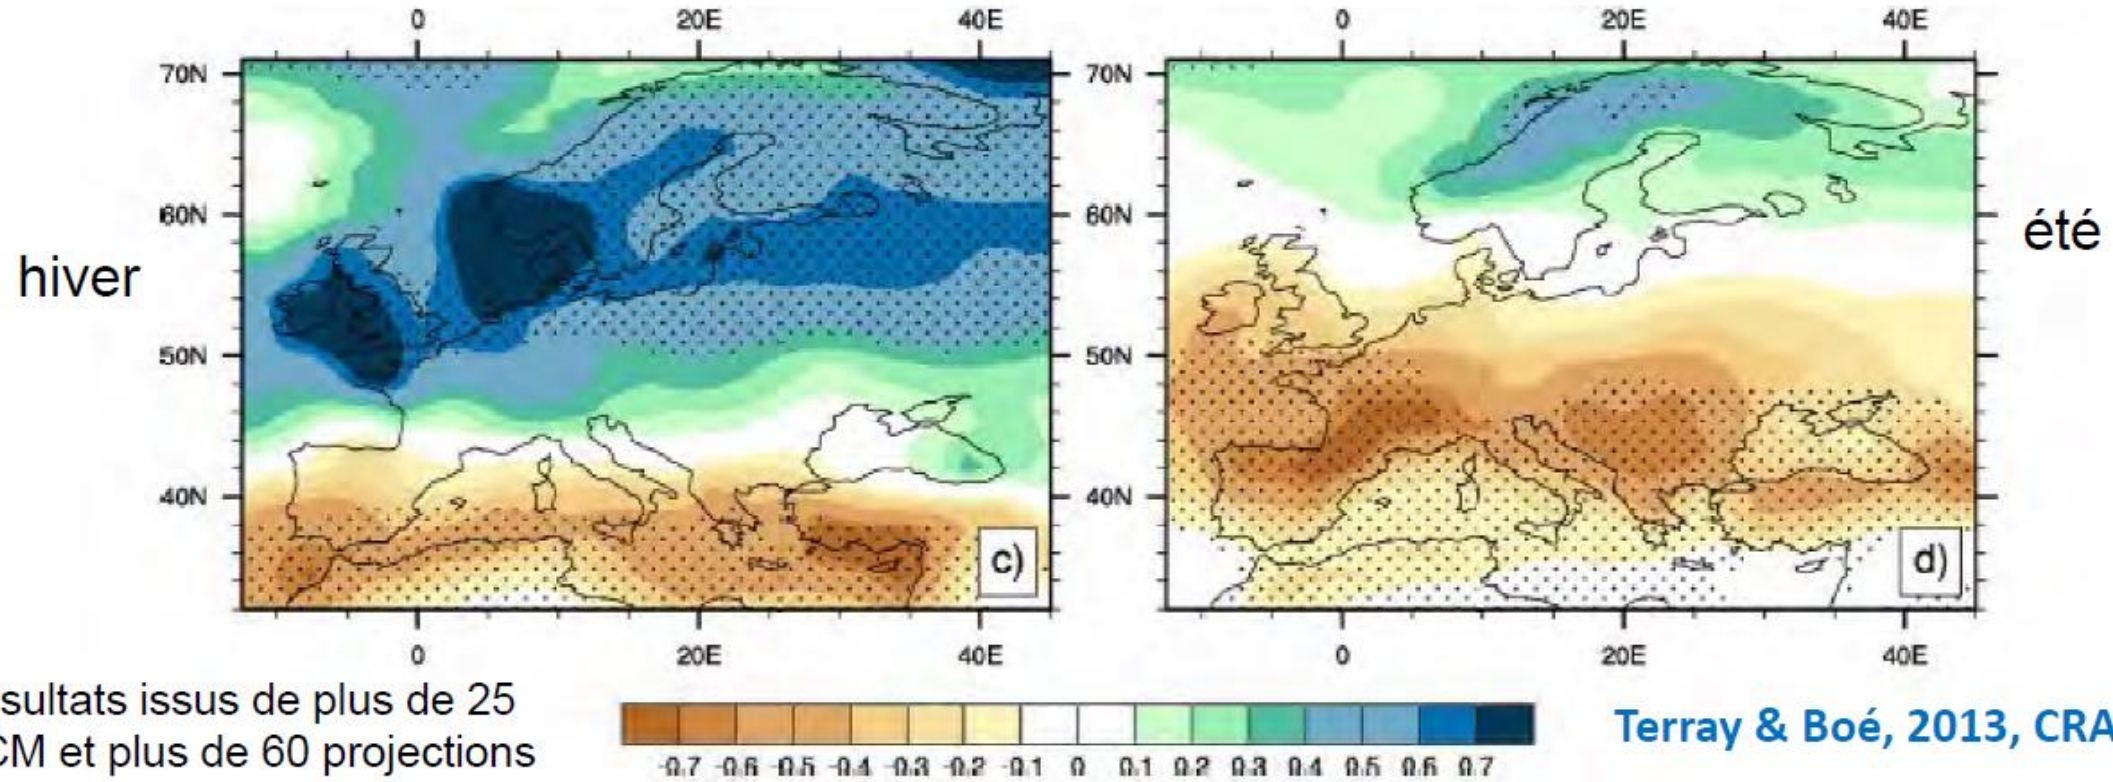 0 20E 40E 0 20E 40E
70N 70N
60N 60N
hiver été
50N 50N
40N 40N
c) d)
0 20E 40E 0 20E 40E
sultats issus de plus de 25
CM et plus de 60 projections
Terray & Boé, 2013, CRA
-0.7 -0.6 -0.5 -0.4 -0.3 -0.2 -0.1 0 0.1 0.2 0.3 0.4 0.5 0.6 0.7